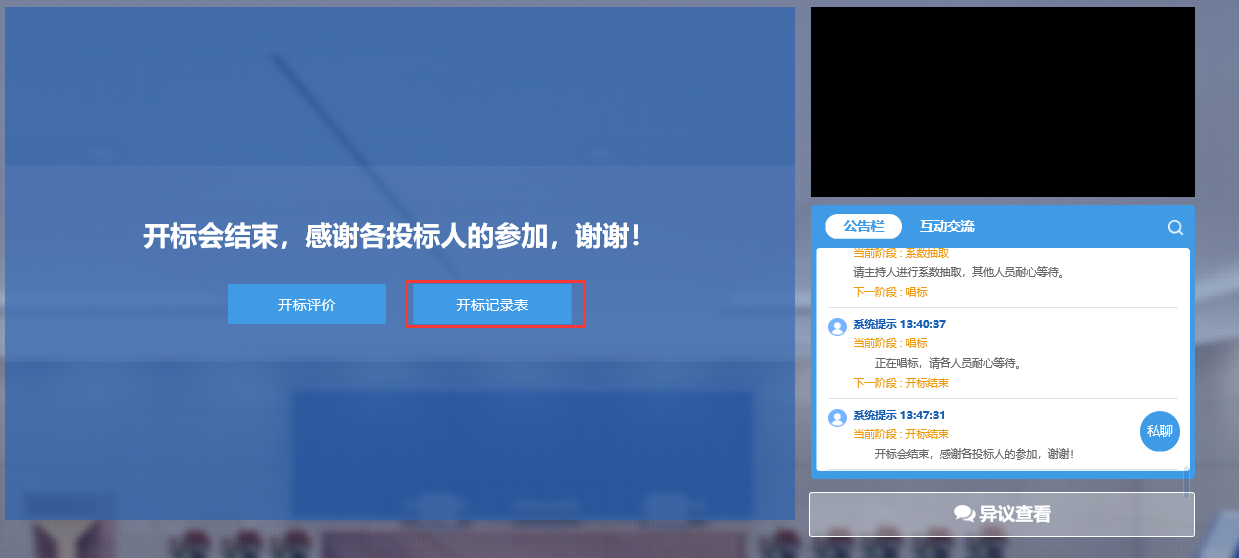 开标会结束，感谢各投标人的参加，谢谢！
开标评价
开标记录表
公告栏
互动交流
当前阶段 : 系数抽取
请主持人进行系数抽取，其他人员耐心等待。
下一阶段 : 唱标
系统提示 13:40:37
当前阶段 : 唱标
正在唱标，请各人员耐心等待。
下一阶段 : 开标结束
系统提示 13:47:31
当前阶段 : 开标结束
开标会结束，感谢各投标人的参加，谢谢!
私聊
异议查看